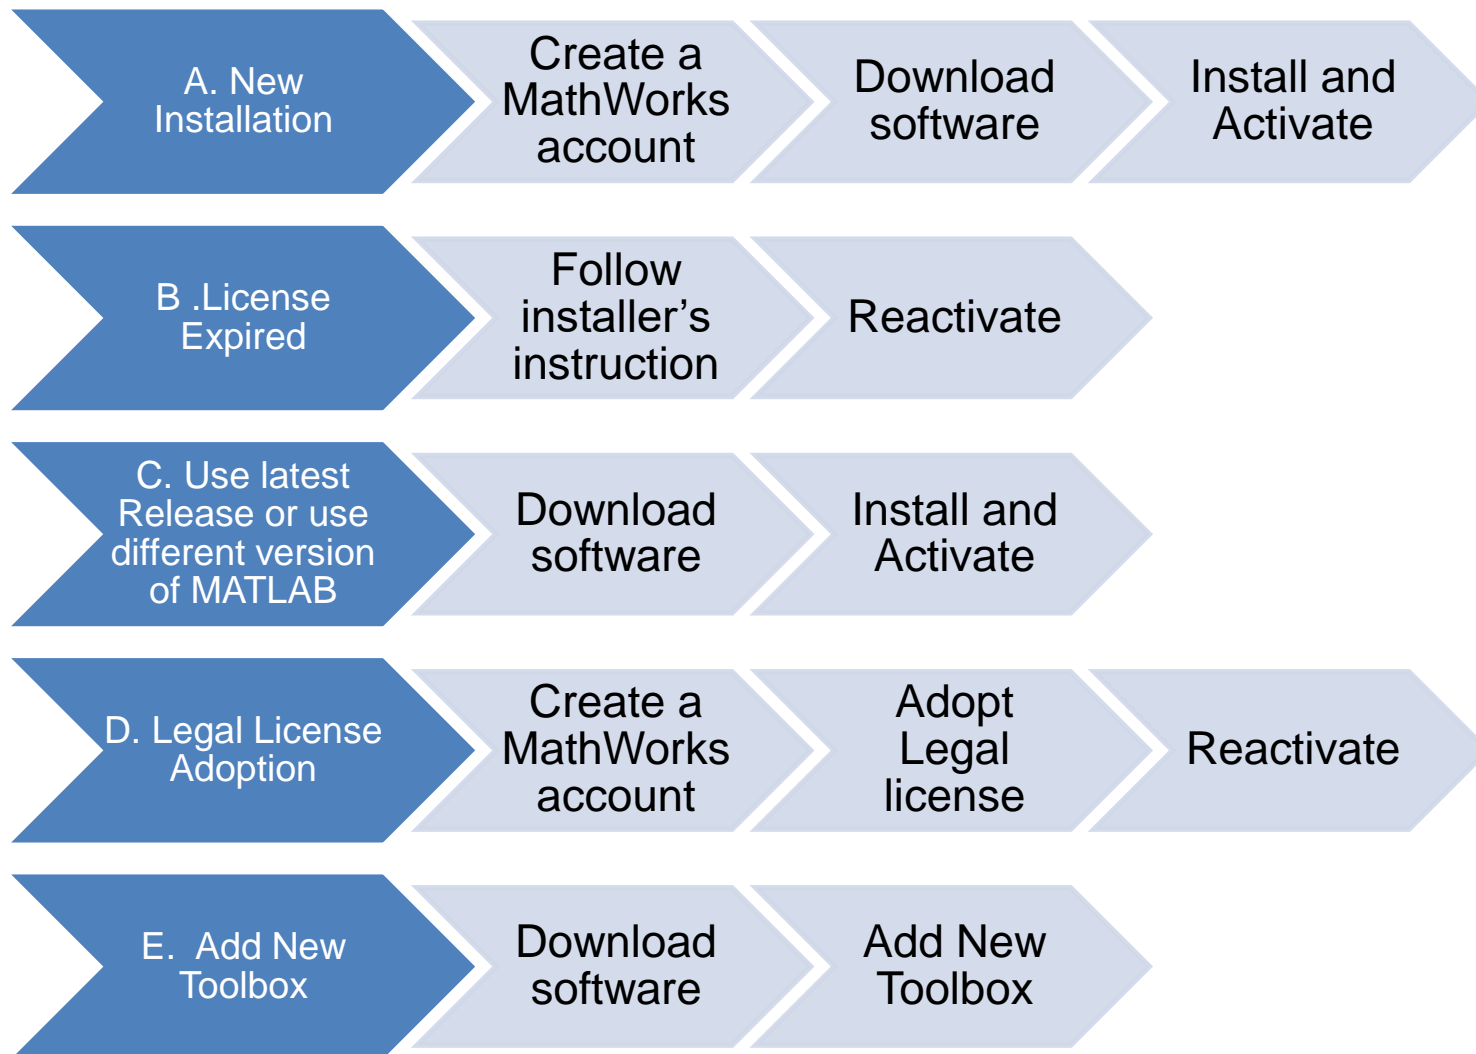 A. New
Installation
Create a
MathWorks
account
Download
software
Install and
Activate
B .License
Expired
Follow
installer’s
instruction
Reactivate
C. Use latest
Release or use
different version
of MATLAB
Download
software
Install and
Activate
D. Legal License
Adoption
Create a
MathWorks
account
Adopt
Legal
license
Reactivate
E.  Add New
Toolbox
Download
software
Add New
Toolbox